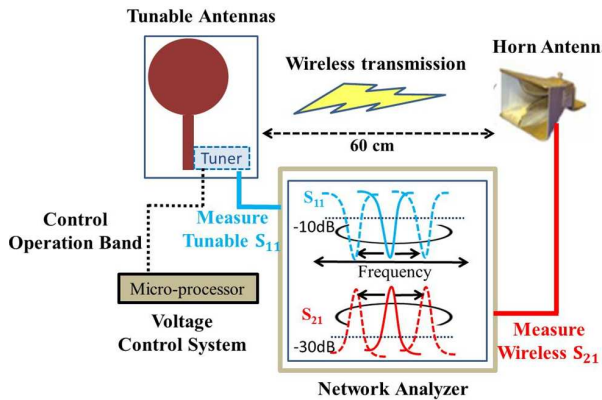 Tunable Antennas
Wireless transmission
Horn Antenn
60 cm
Tuner
Control
Operation Band
Measure
Tunable S₁₁
Micro-processor
Voltage
Control System
S₁₁
-10dB
Frequency
S₂₁
-30dB
Network Analyzer
Measure
Wireless S₂₁